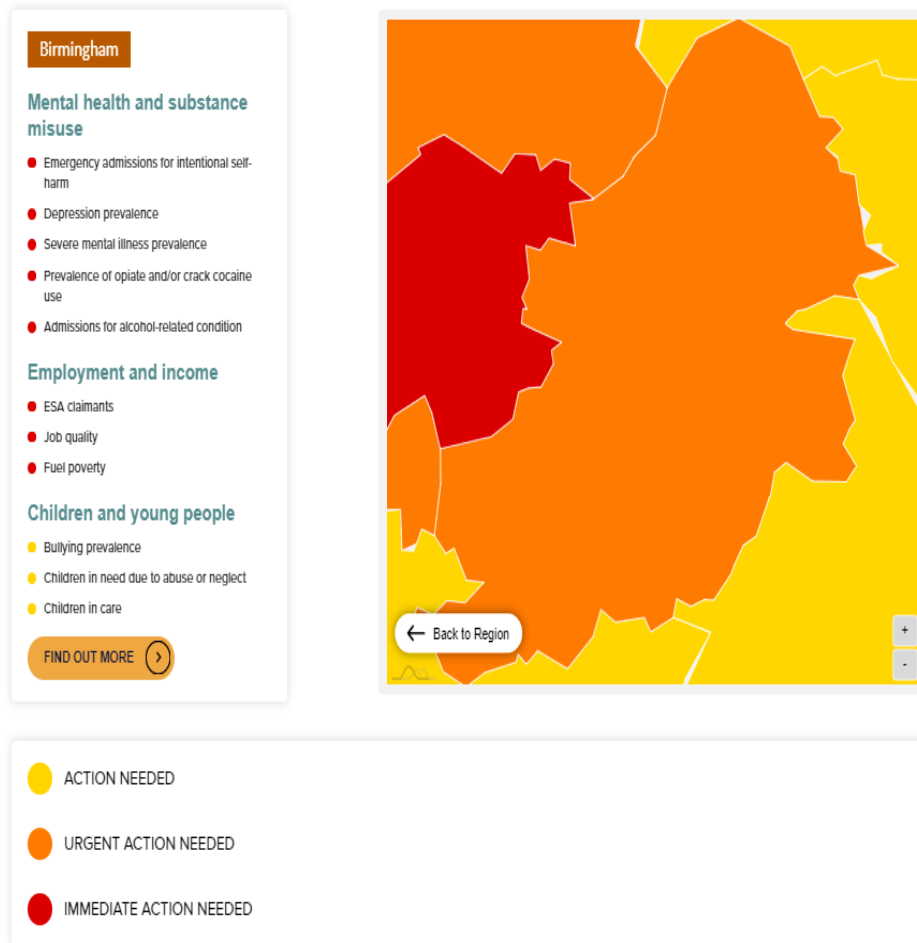 Birmingham
Mental health and substance
misuse
Emergency admissions for intentional self-
harm
Depression prevalence
Severe mental illness prevalence
Prevalence of opiate and/or crack cocaine
use
Admissions for alcohol-related condition
Employment and income
ESA claimants
Job quality
Fuel poverty
Children and young people
Bullying prevalence
Children in need due to abuse or neglect
Children in care
FIND OUT MORE
← Back to Region
+
-
ACTION NEEDED
URGENT ACTION NEEDED
IMMEDIATE ACTION NEEDED